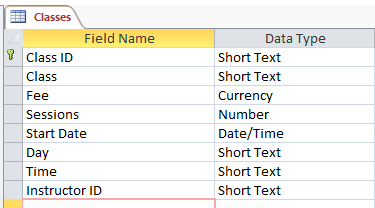 Classes
Field Name Data Type
Class ID Short Text
Class Short Text
Fee Currency
Sessions Number
Start Date Date/Time
Day Short Text
Time Short Text
Instructor ID Short Text